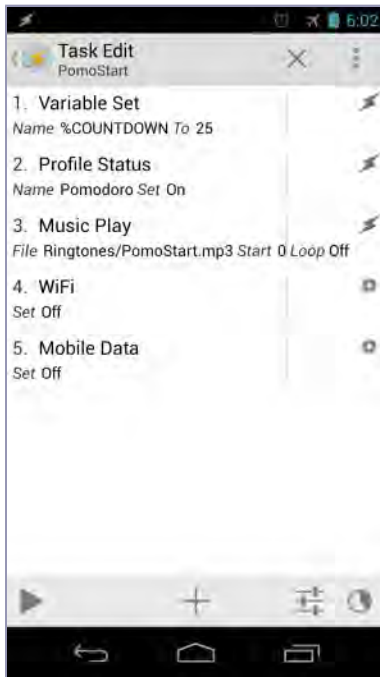 6:02
Task Edit
PomoStart
1. Variable Set
Name %COUNTDOWN To 25
2. Profile Status
Name Pomodoro Set On
3. Music Play
File Ringtones/PomoStart.mp3 Start 0 Loop Off
4. WiFi
Set Off
5. Mobile Data
Set Off